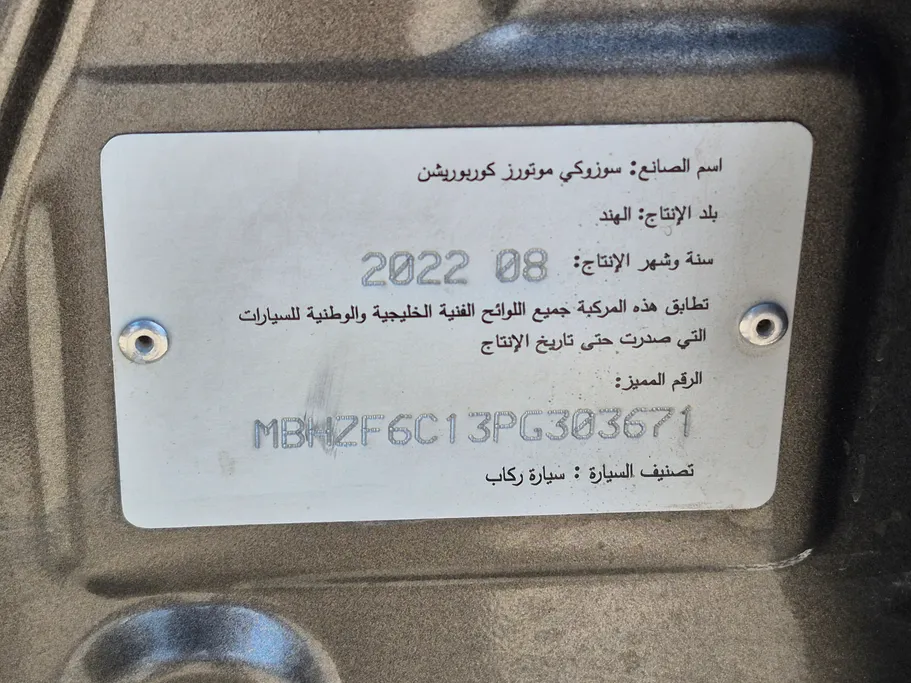 اسم الصانع: سوزوكي موتورز كوربوريشن
بلد الإنتاج: الهند
سنة وشهر الإنتاج: 2022 08
تطابق هذه المركبة جميع اللوائح الفنية الخليجية والوطنية للسيارات
التي صدرت حتى تاريخ الإنتاج
الرقم المميز:
MBHZF6C13PG303671
تصنيف السيارة : سيارة ركاب